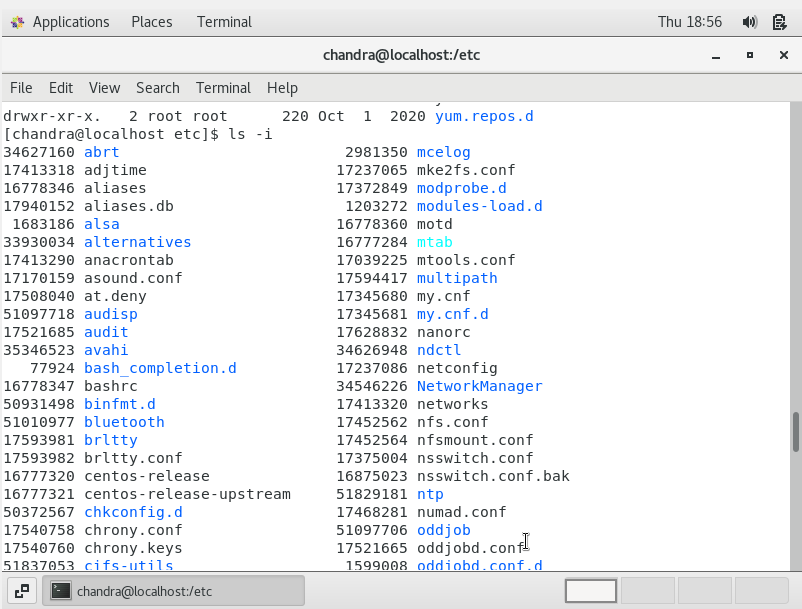 Applications Places Terminal Thu 18:56
chandra@localhost:/etc
File Edit View Search Terminal Help
drwxr-xr-x. 2 root root 220 Oct 1 2020 yum.repos.d
[chandra@localhost etc]$ ls -i
34627160 abrt 2981350 mcelog
17413318 adjtime 17237065 mke2fs.conf
16778346 aliases 17372849 modprobe.d
17940152 aliases.db 1203272 modules-load.d
1683186 alsa 16778360 motd
33930034 alternatives 16777284 mtab
17413290 anacrontab 17039225 mtools.conf
17170159 asound.conf 17594417 multipath
17508040 at.deny 17345680 my.cnf
51097718 audisp 17345681 my.cnf.d
17521685 audit 17628832 nanorc
35346523 avahi 34626948 ndctl
77924 bash_completion.d 17237086 netconfig
16778347 bashrc 34546226 NetworkManager
50931498 binfmt.d 17413320 networks
51010977 bluetooth 17452562 nfs.conf
17593981 brltty 17452564 nfsmount.conf
17593982 brltty.conf 17375004 nsswitch.conf
16777320 centos-release 16875023 nsswitch.conf.bak
16777321 centos-release-upstream 51829181 ntp
50372567 chkconfig.d 17468281 numad.conf
17540758 chrony.conf 51097706 oddjob
17540760 chrony.keys 17521665 oddjobd.conf
51837053 cifs-utils 1599008 oddjobd.conf.d
chandra@localhost:/etc